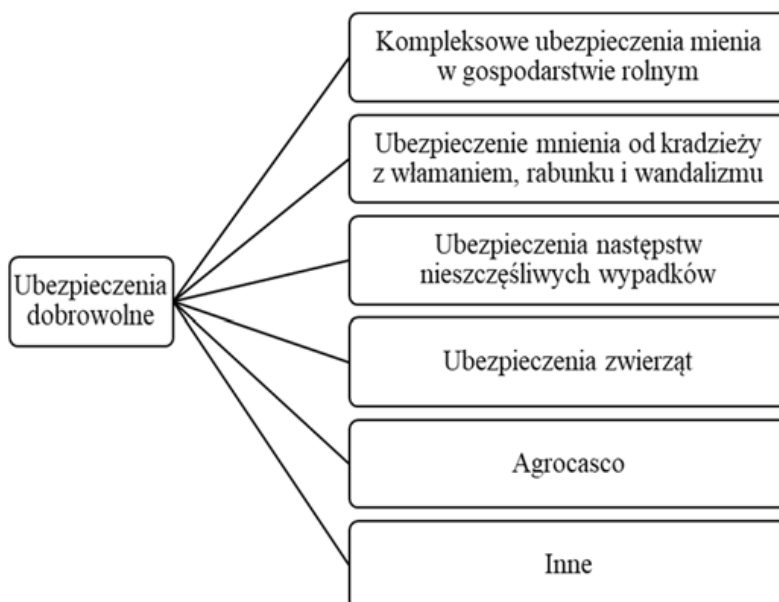 Ubezpieczenia
dobrowolne
Kompleksowe ubezpieczenia mienia
w gospodarstwie rolnym
Ubezpieczenie mnienia od kradzieży
z włamaniem, rabunku i wandalizmu
Ubezpieczenia następstw
nieszczęśliwych wypadków
Ubezpieczenia zwierząt
Agrocasco
Inne